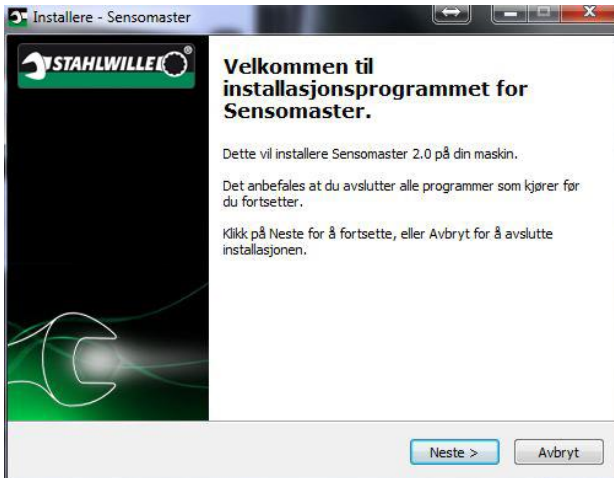 Installere - Sensomaster
STAHLWILLE®
Velkommen til
installasjonsprogrammet for
Sensomaster.
Dette vil installere Sensomaster 2.0 på din maskin.
Det anbefales at du avslutter alle programmer som kjører før
du fortsetter.
Klikk på Neste for å fortsette, eller Avbryt for å avslutte
installasjonen.
Neste >
Avbryt